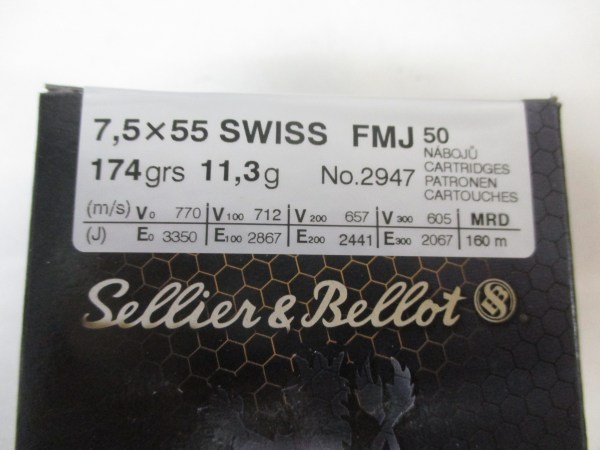 7,5×55 SWISS FMJ 50
NÁBOJŮ
174grs 11,3g No.2947 CARTRIDGES
PATRONEN
CARTOUCHES
(m/s) V0 770 V100 712 V200 657 V300 605 MRD
(J) E0 3350 E100 2867 E200 2441 E300 2067 160 m
Sellier & Bellot